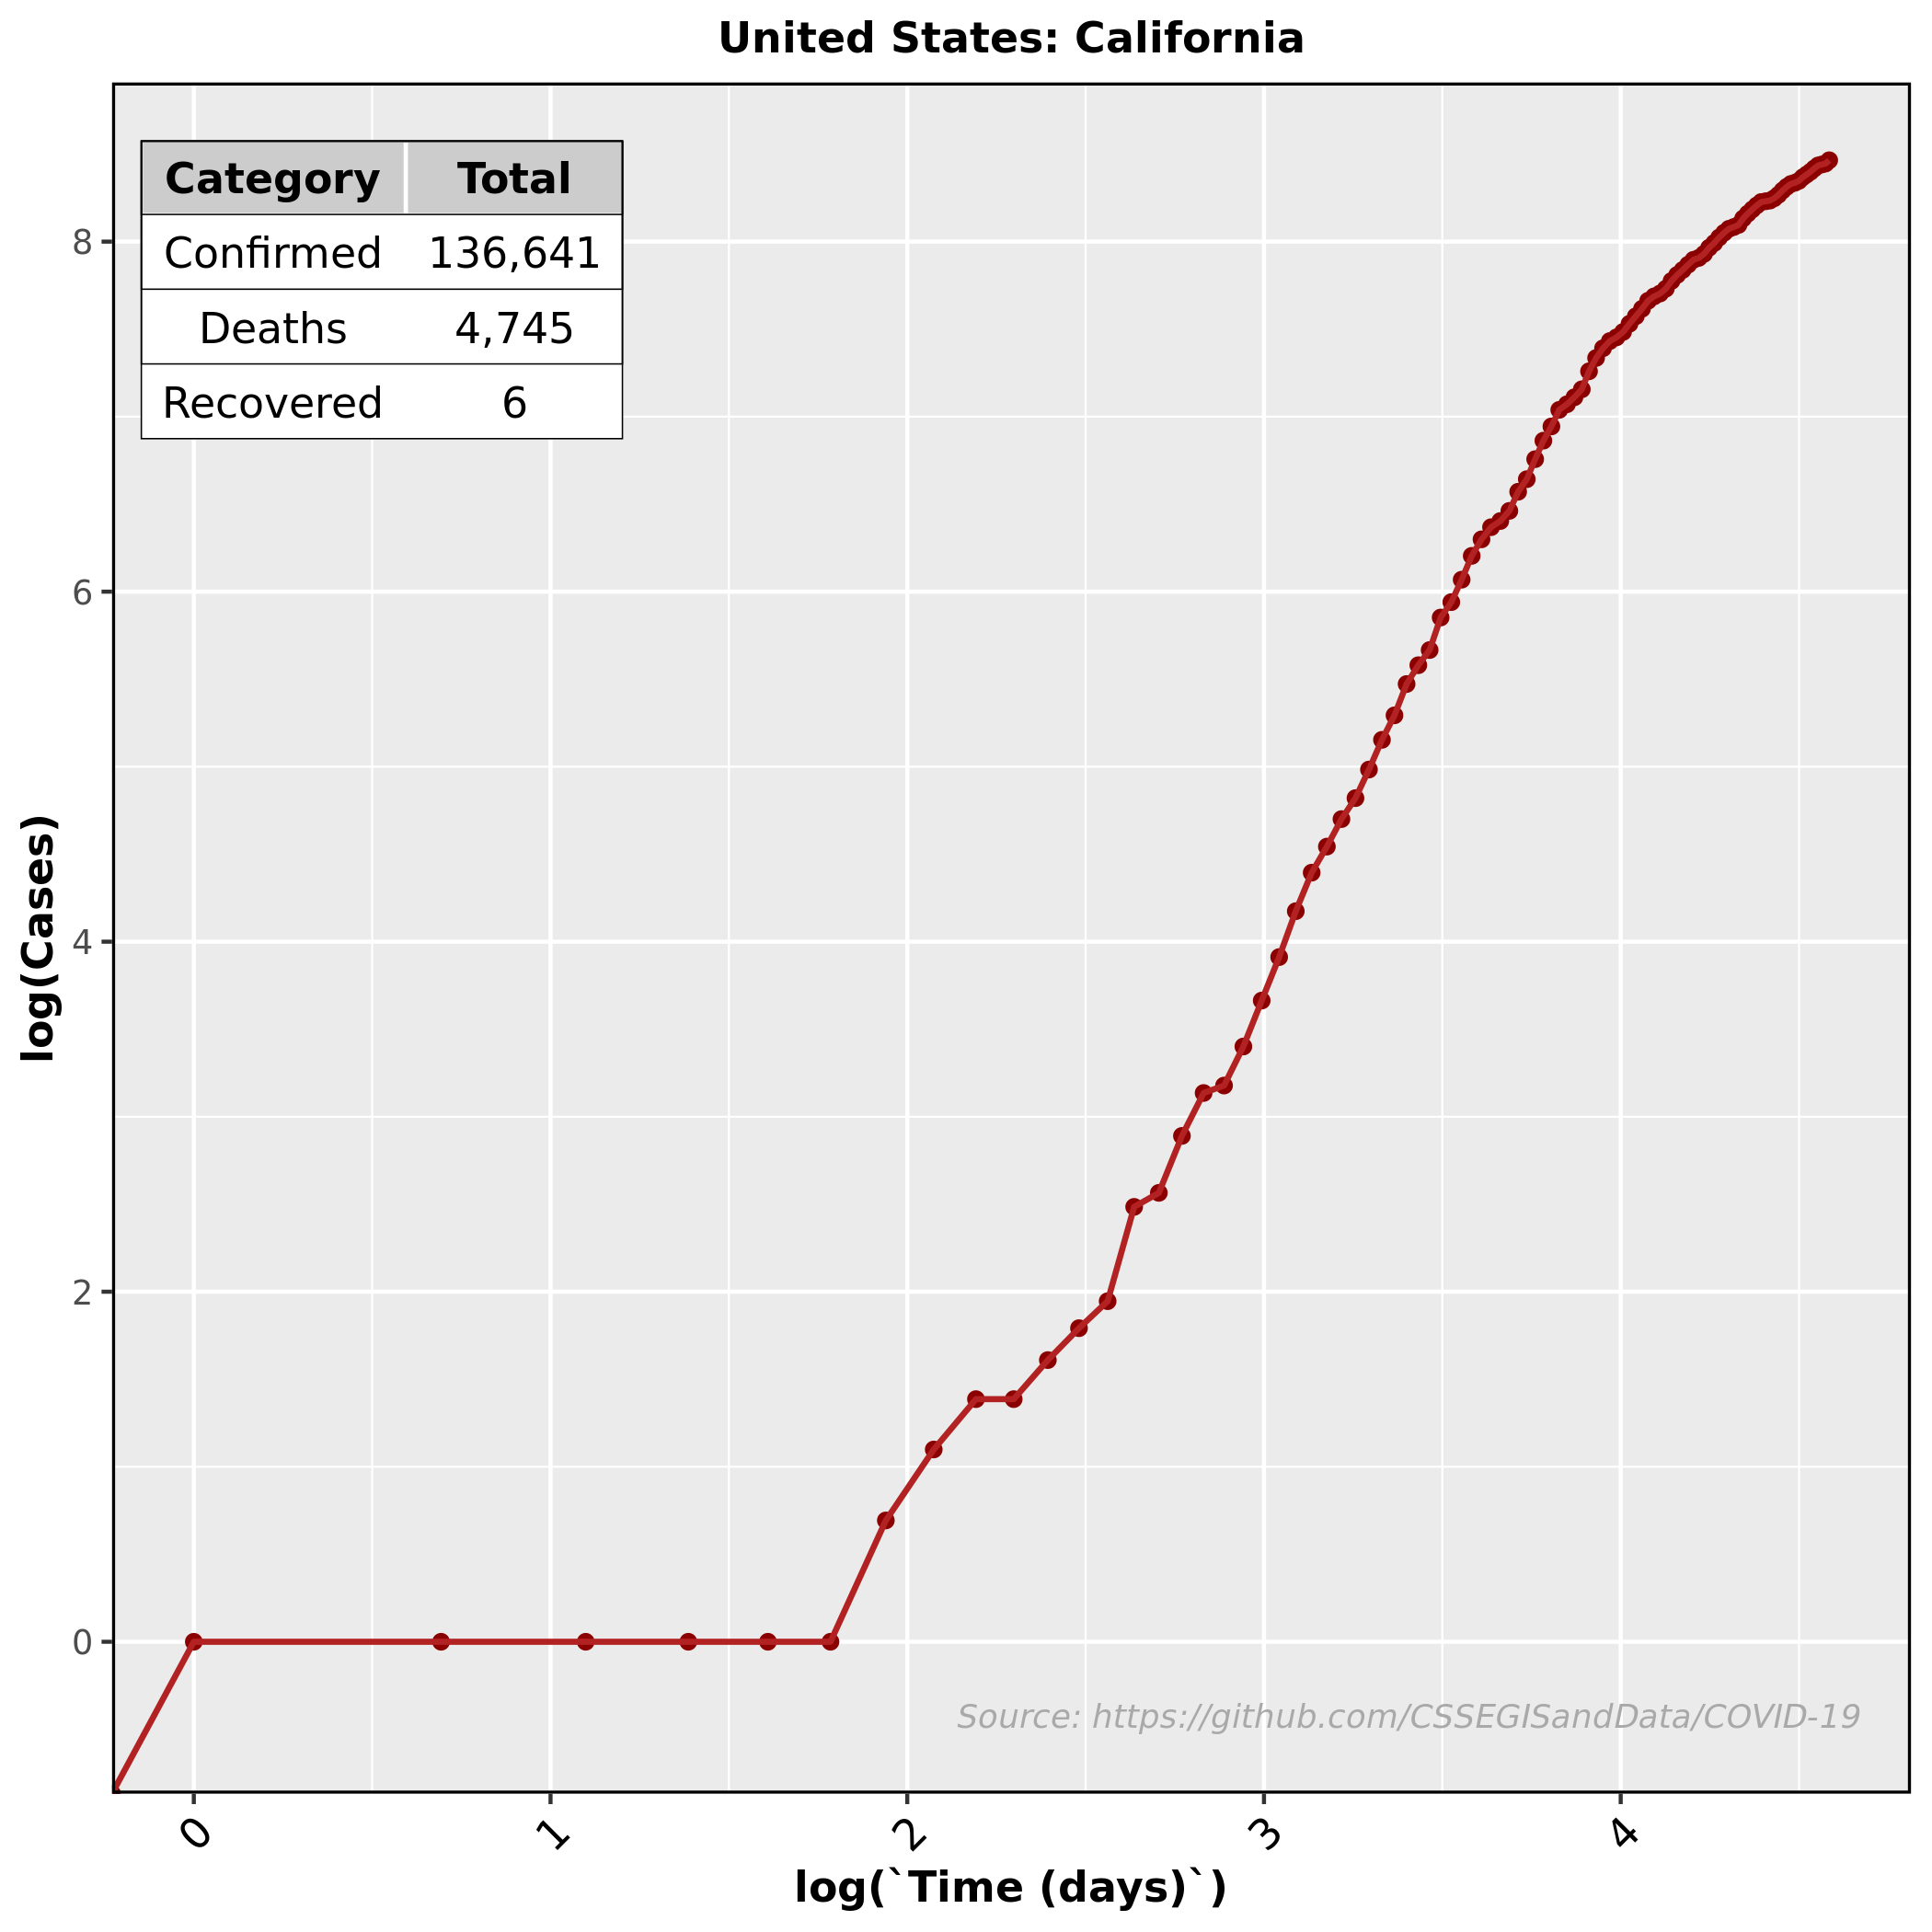 United States: California
Category Total
Confirmed 136,641
Deaths 4,745
Recovered 6
8
6
4
2
0
log(Cases)
Source: https://github.com/CSSEGISandData/COVID-19
0 1 2 3 4
log(`Time (days)`)